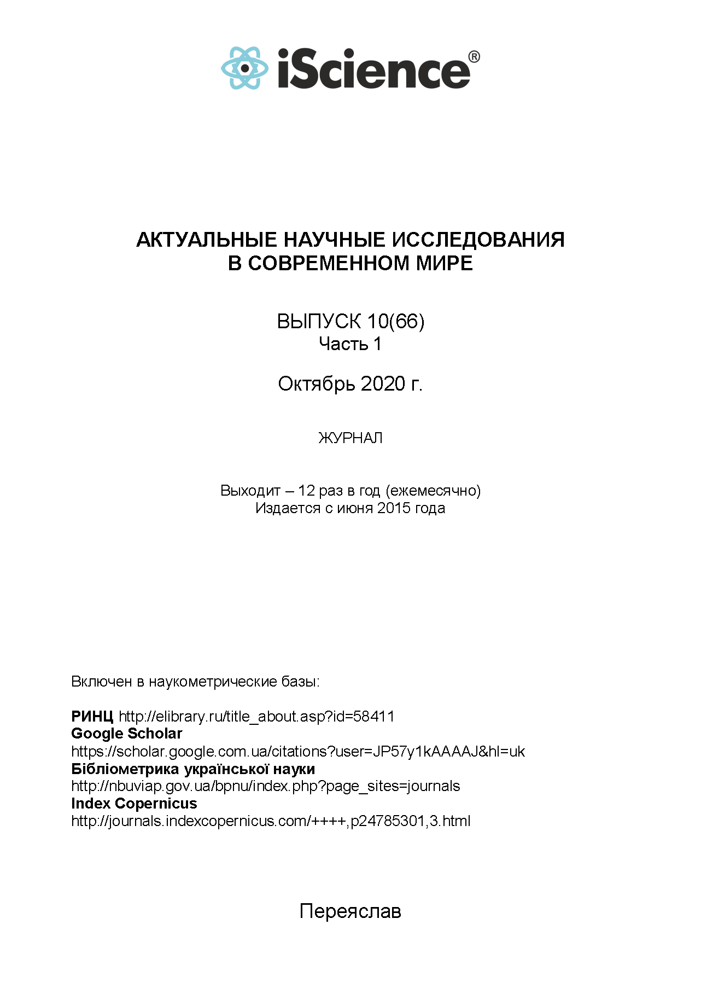 iScience®
АКТУАЛЬНЫЕ НАУЧНЫЕ ИССЛЕДОВАНИЯ
В СОВРЕМЕННОМ МИРЕ
ВЫПУСК 10(66)
Часть 1
Октябрь 2020 г.
ЖУРНАЛ
Выходит – 12 раз в год (ежемесячно)
Издается с июня 2015 года
Включен в наукометрические базы:
РИНЦ http://elibrary.ru/title_about.asp?id=58411
Google Scholar
https://scholar.google.com.ua/citations?user=JP57y1kAAAAJ&hl=uk
Бібліометрика української науки
http://nbuviap.gov.ua/bpnu/index.php?page_sites=journals
Index Copernicus
http://journals.indexcopernicus.com/++++,p24785301,3.html
Переяслав